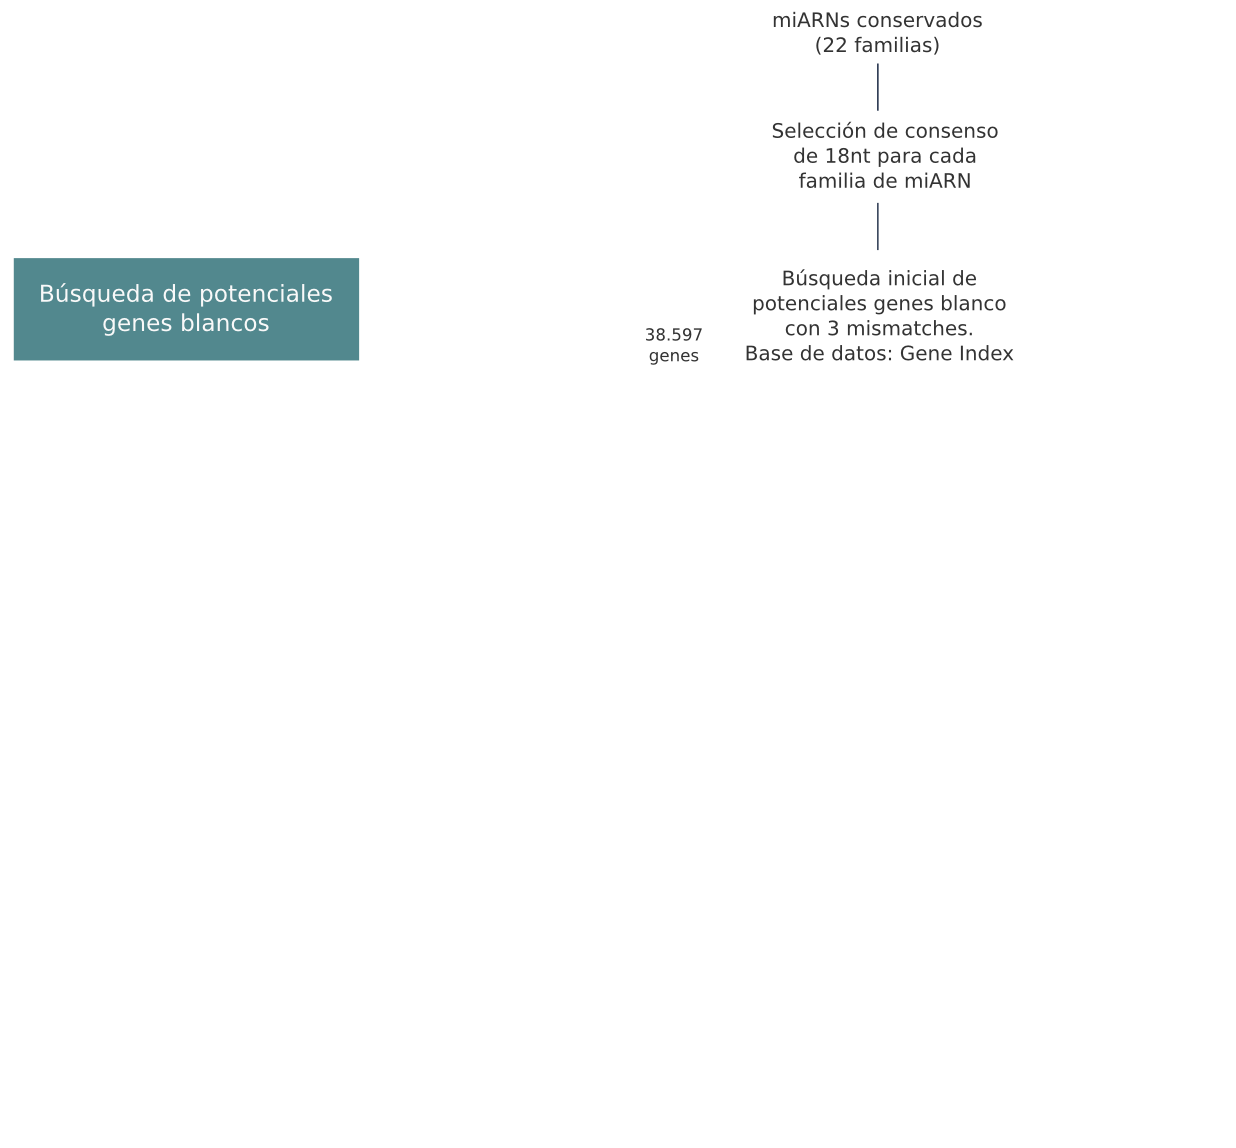 miARNs conservados
(22 familias)
Selección de consenso
de 18nt para cada
familia de miARN
Búsqueda de potenciales
genes blancos
38.597
genes
Búsqueda inicial de
potenciales genes blanco
con 3 mismatches.
Base de datos: Gene Index